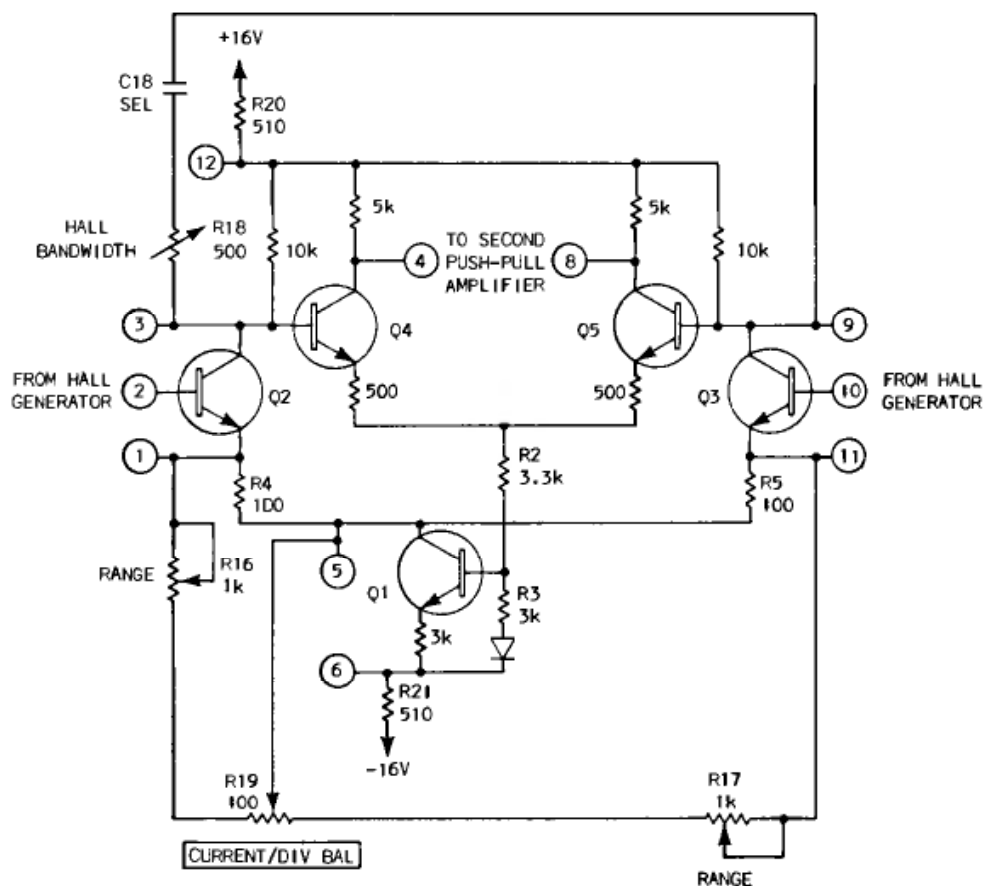 +16V
C18
SEL
R20
510
12
5k
5k
HALL
BANDWIDTH
R18
500
10k
4
TO SECOND
PUSH-PULL
AMPLIFIER
8
10k
3
Q4
Q5
9
FROM HALL
GENERATOR
2
Q2
500
500
Q3
10
FROM HALL
GENERATOR
1
R4
100
R2
3.3k
R5
100
11
RANGE
R16
1k
5
Q1
R3
3k
3k
6
R21
510
-16V
R19
100
R17
1k
CURRENT/DIV BAL
RANGE